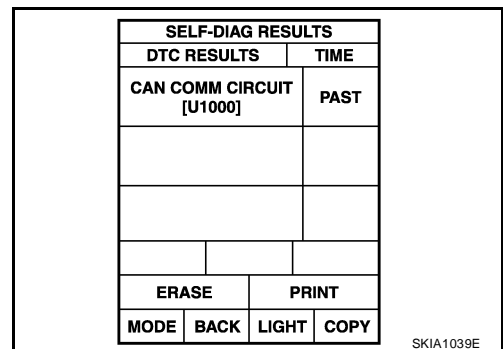 SELF-DIAG RESULTS
DTC RESULTS TIME
CAN COMM CIRCUIT
[U1000] PAST
ERASE PRINT
MODE BACK LIGHT COPY
SKIA1039E